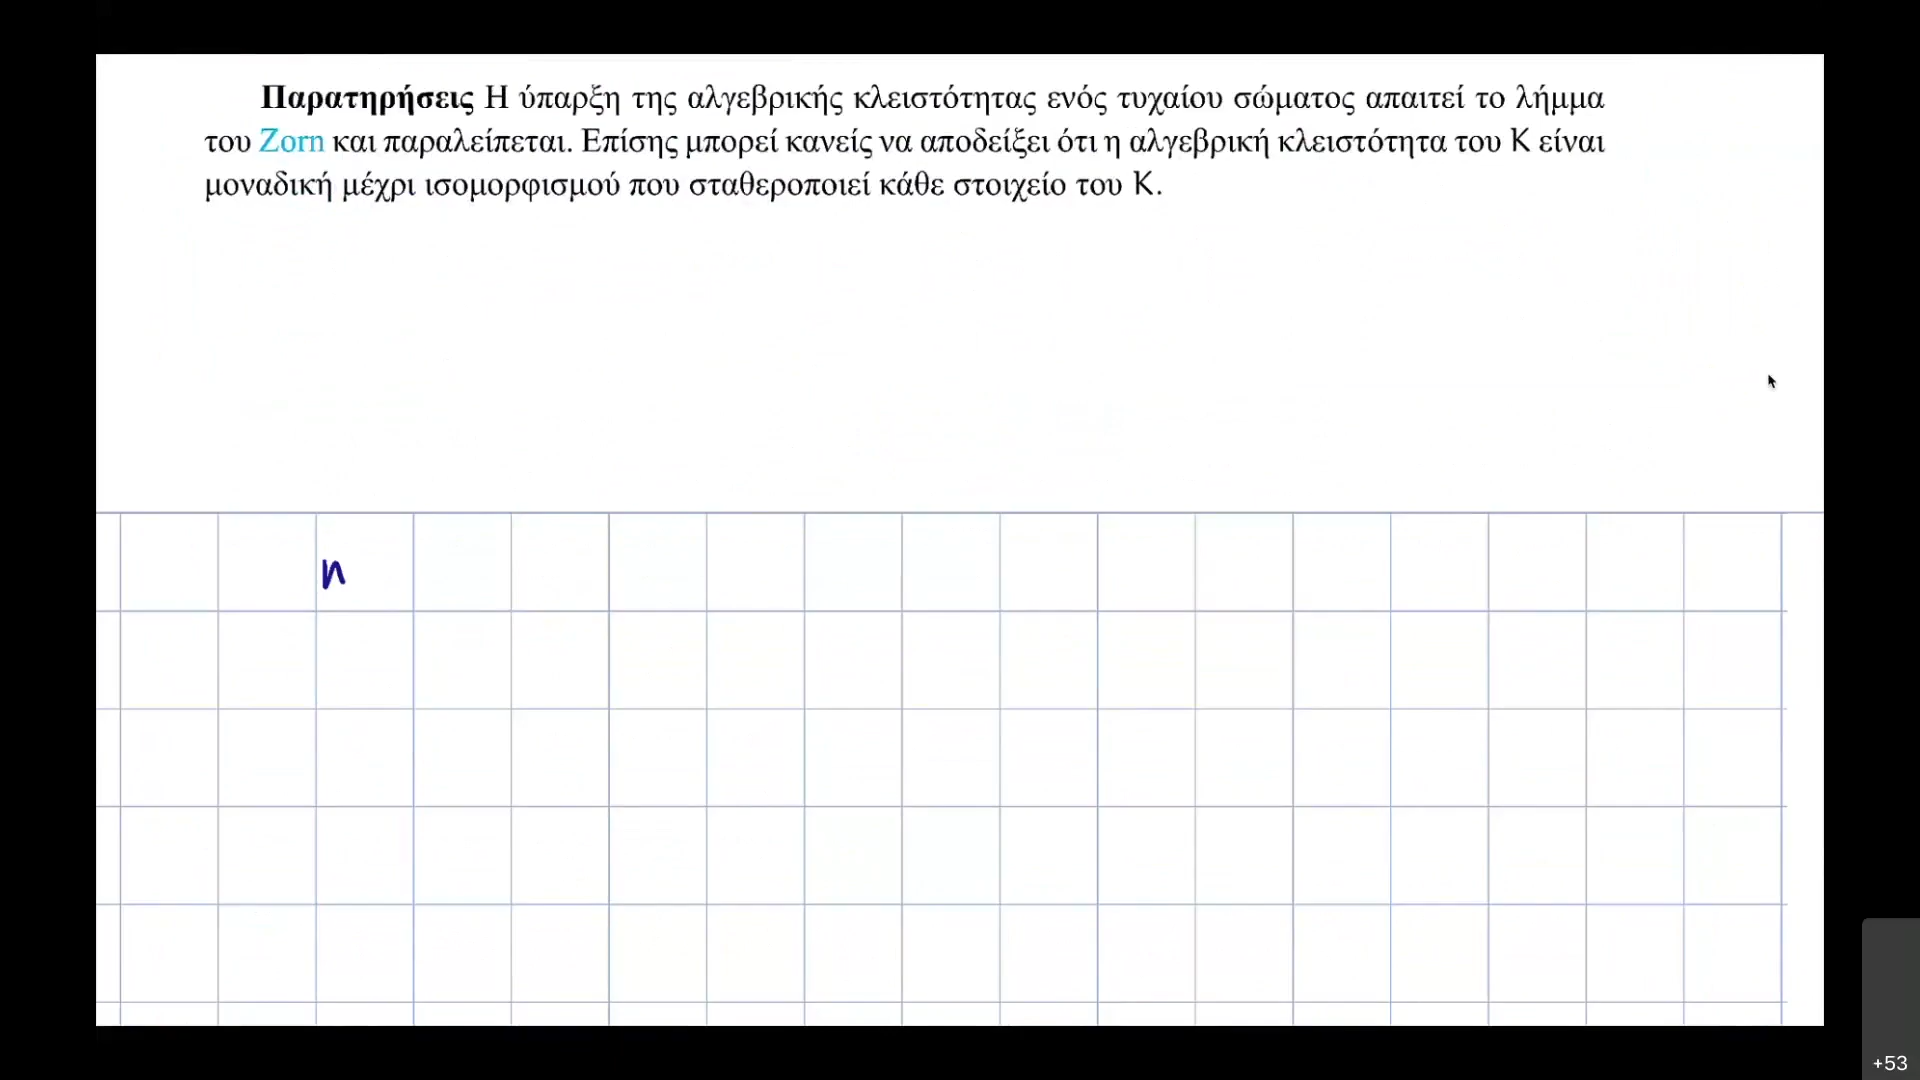 Παρατηρήσεις Η ύπαρξη της αλγεβρικής κλειστότητας ενός τυχαίου σώματος απαιτεί το λήμμα
του Zorn και παραλείπεται. Επίσης μπορεί κανείς να αποδείξει ότι η αλγεβρική κλειστότητα του K είναι
μοναδική μέχρι ισομορφισμού που σταθεροποιεί κάθε στοιχείο του K.
n
+53